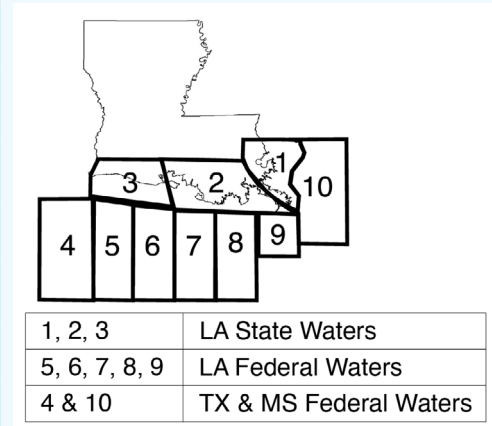 1
3 2 10
4 5 6 7 8 9
1, 2, 3 LA State Waters
5, 6, 7, 8, 9 LA Federal Waters
4 & 10 TX & MS Federal Waters